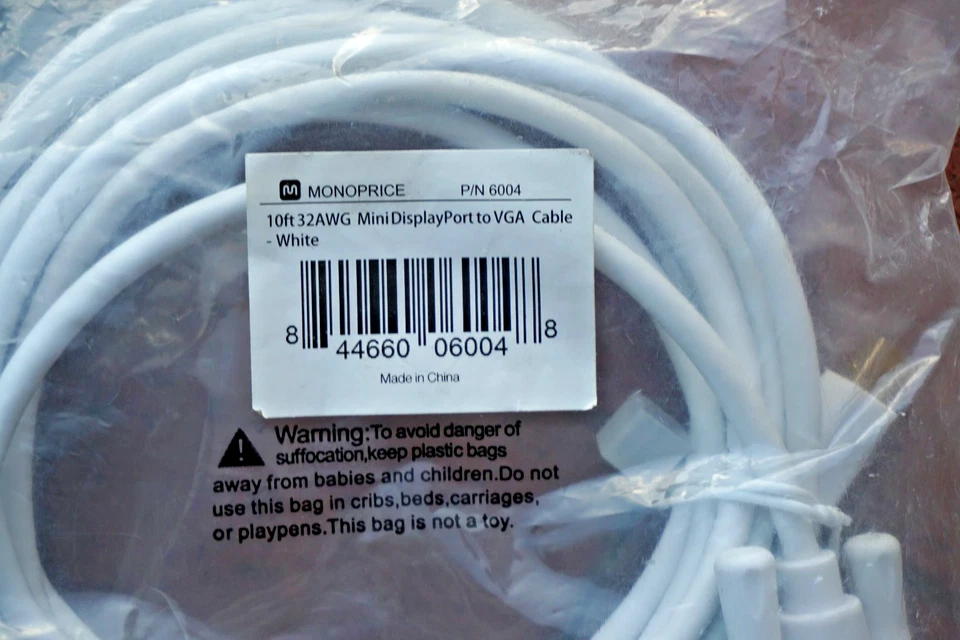 MONOPRICE P/N 6004
10ft 32AWG Mini DisplayPort to VGA Cable
- White
8 44660 06004 8
Made in China
Warning:To avoid danger of
suffocation,keep plastic bags
away from babies and children.Do not
use this bag in cribs,beds,carriages,
or playpens.This bag is not a toy.